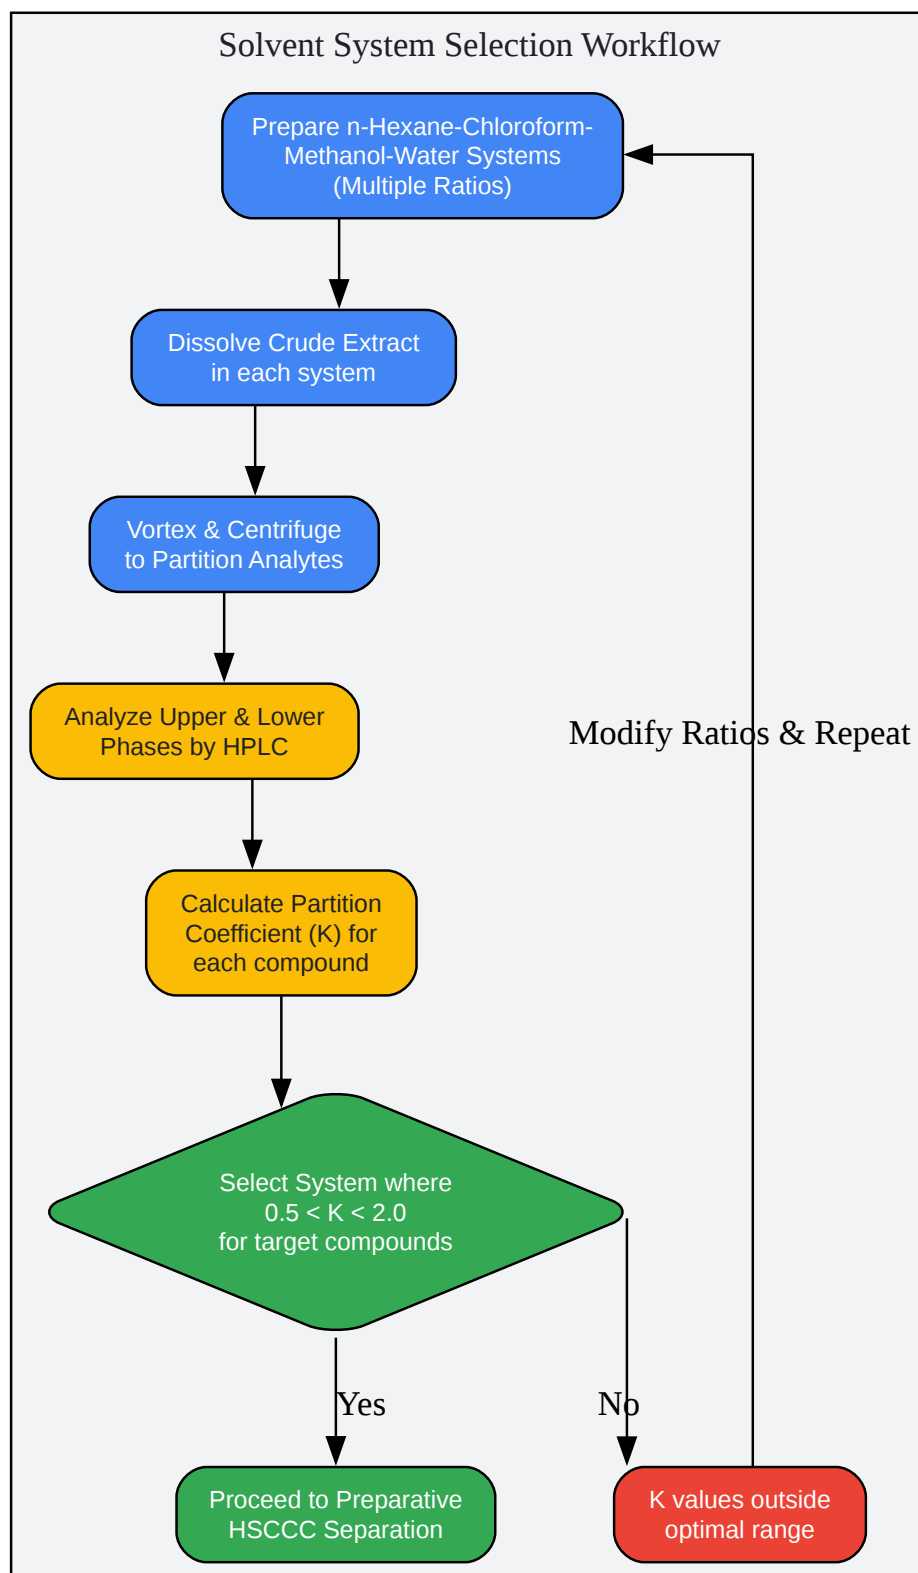 Solvent System Selection Workflow
Prepare n-Hexane-Chloroform-
Methanol-Water Systems
(Multiple Ratios)
Dissolve Crude Extract
in each system
Vortex & Centrifuge
to Partition Analytes
Analyze Upper & Lower
Phases by HPLC
Modify Ratios & Repeat
Calculate Partition
Coefficient (K) for
each compound
Select System where
0.5 < K < 2.0
for target compounds
Yes
No
Proceed to Preparative
HSCCC Separation
K values outside
optimal range